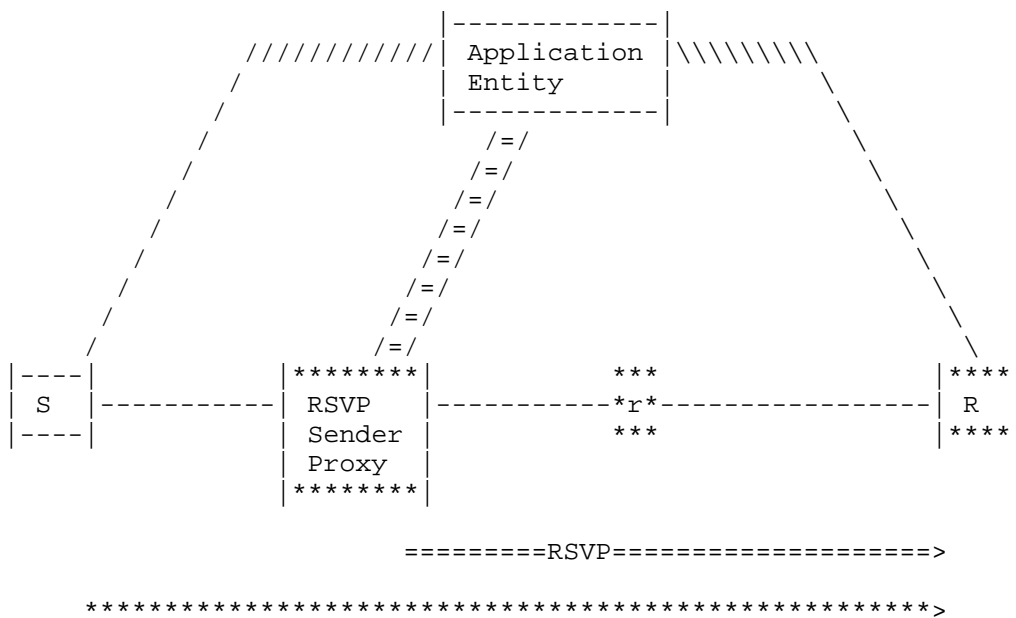 Application
Entity
S
RSVP
r
R
Sender
Proxy
RSVP